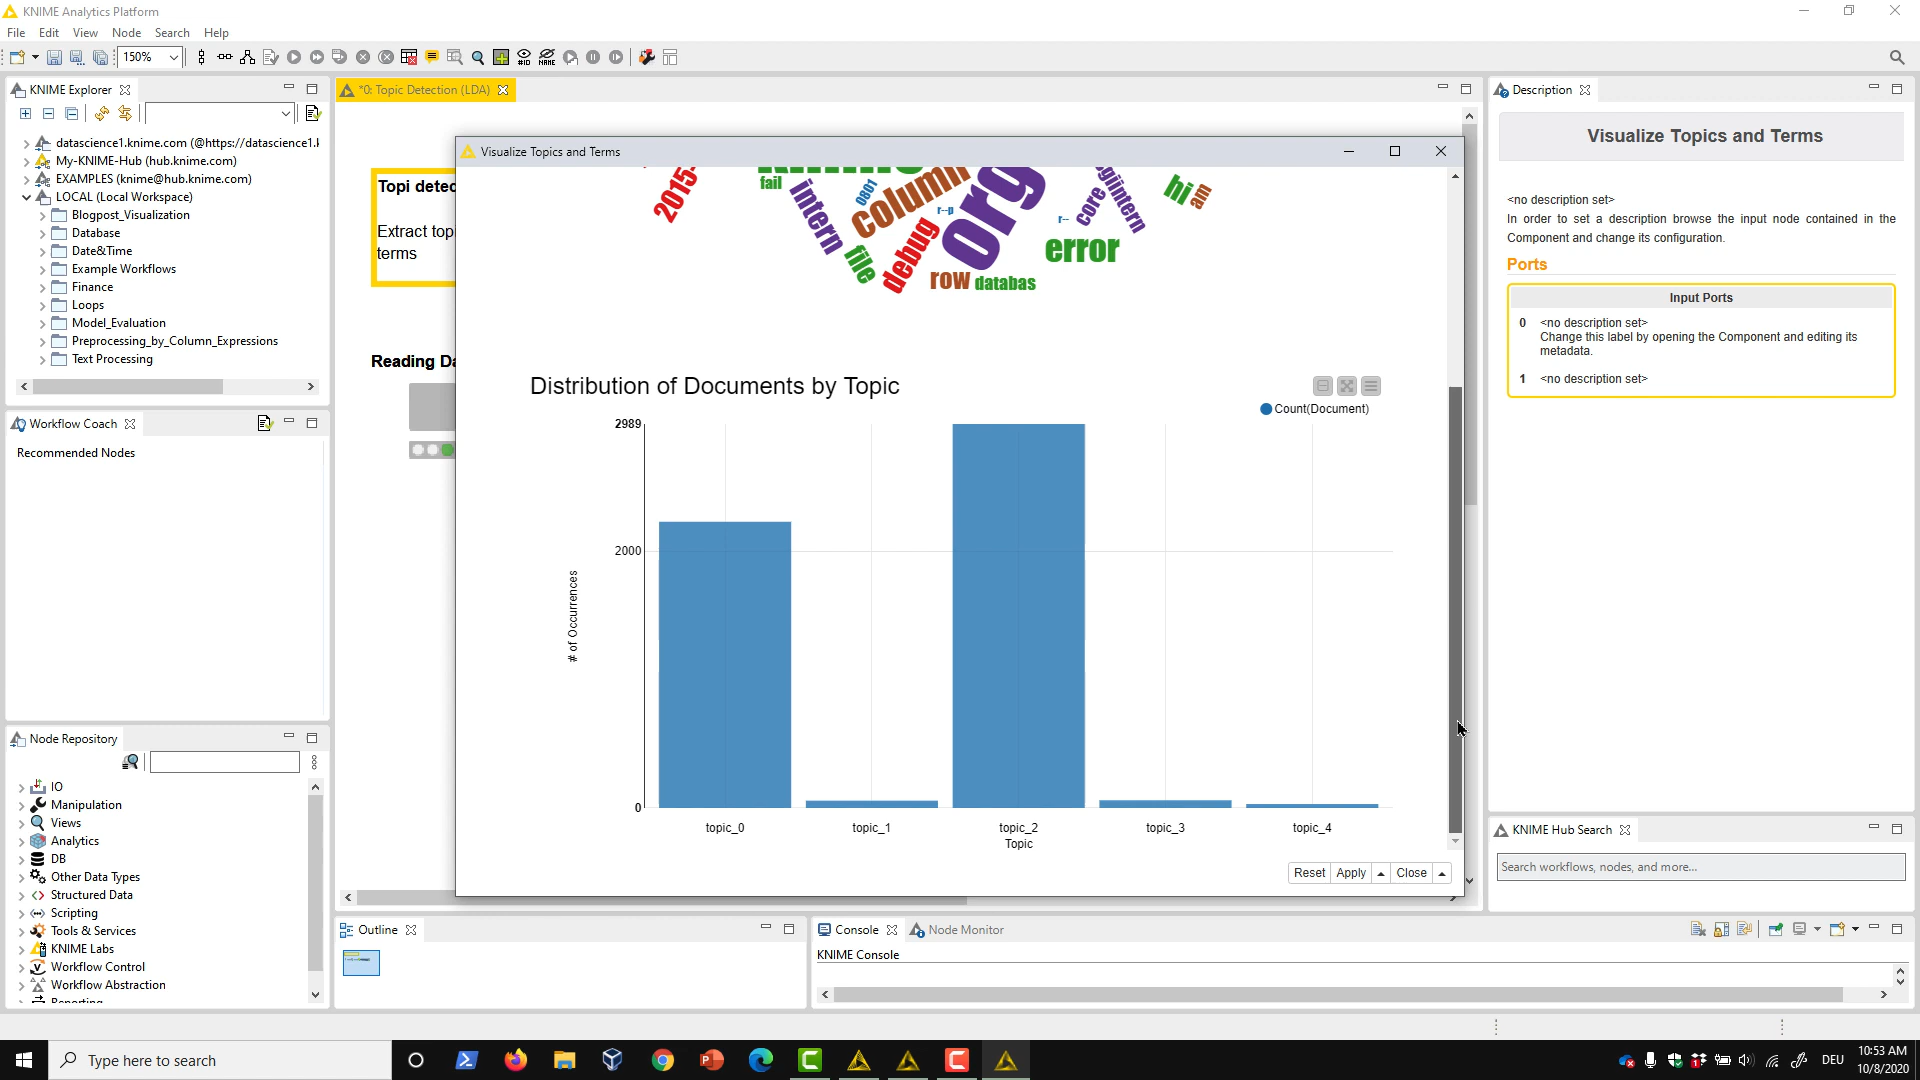 KNIME Analytics Platform
File Edit View Node Search Help
150%
KNIME Explorer
datascience1.knime.com (@https://datascience1.k
My-KNIME-Hub (hub.knime.com)
EXAMPLES (knime@hub.knime.com)
LOCAL (Local Workspace)
Blogpost_Visualization
Database
Date&Time
Example Workflows
Finance
Loops
Model_Evaluation
Preprocessing_by_Column_Expressions
Text Processing
Workflow Coach
Recommended Nodes
Node Repository
IO
Manipulation
Views
Analytics
DB
Other Data Types
Structured Data
Scripting
Tools & Services
KNIME Labs
Workflow Control
Workflow Abstraction
Reporting
*0: Topic Detection (LDA)
Topi detec
Extract top
terms
Reading Da
Visualize Topics and Terms
2015-
fail
intern
0801
column
r--p
org
file
debug
row
databas
r--
core
error
hi
am
Distribution of Documents by Topic
Count(Document)
2989
2000
0
# of Occurrences
topic_0 topic_1 topic_2 topic_3 topic_4
Topic
Reset Apply Close
Outline
Console
Node Monitor
KNIME Console
Description
Visualize Topics and Terms
<no description set>
In order to set a description browse the input node contained in the
Component and change its configuration.
Ports
Input Ports
0 <no description set>
Change this label by opening the Component and editing its
metadata.
1 <no description set>
KNIME Hub Search
Search workflows, nodes, and more...
Type here to search
DEU
10:53 AM
10/8/2020